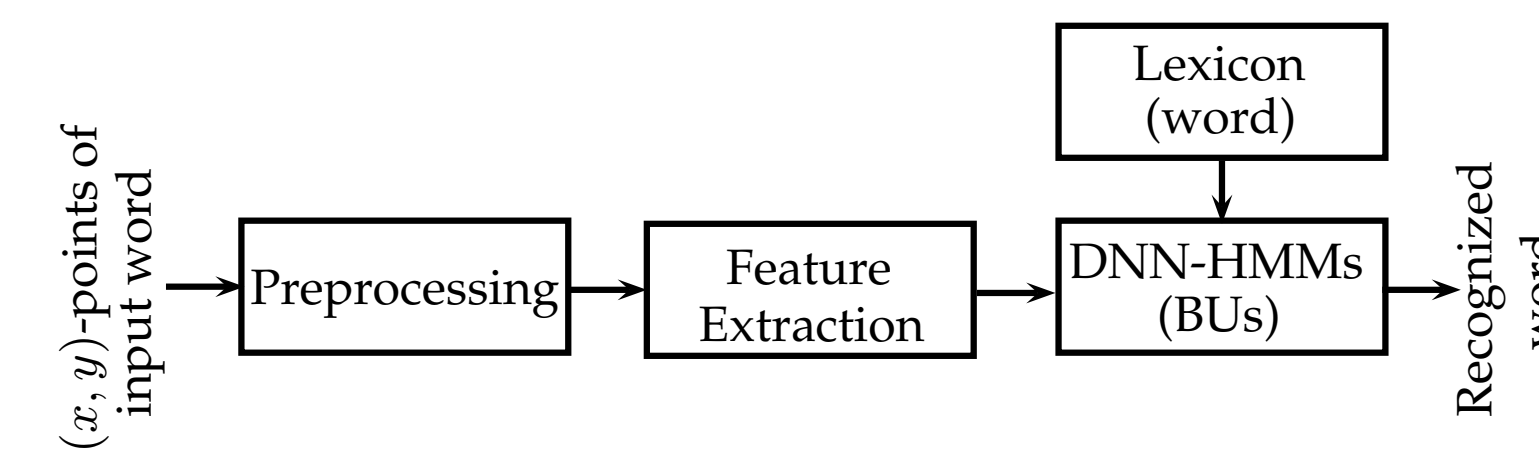 (x, y)-points of
input word
Preprocessing
Feature
Extraction
Lexicon
(word)
DNN-HMMs
(BUs)
Recognized